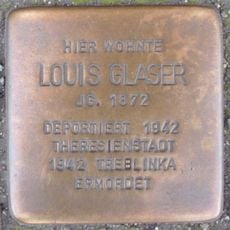 HIER WOHNTE
LOUIS GLASER
JG. 1872
DEPORTIERT 1942
THERESIENSTADT
1942 TREBLINKA
ERMORDET